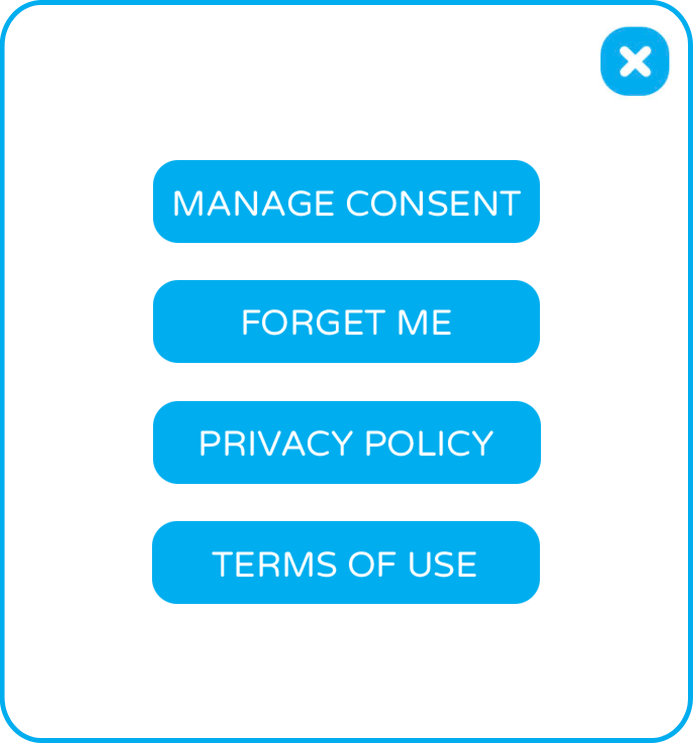 MANAGE CONSENT
FORGET ME
PRIVACY POLICY
TERMS OF USE